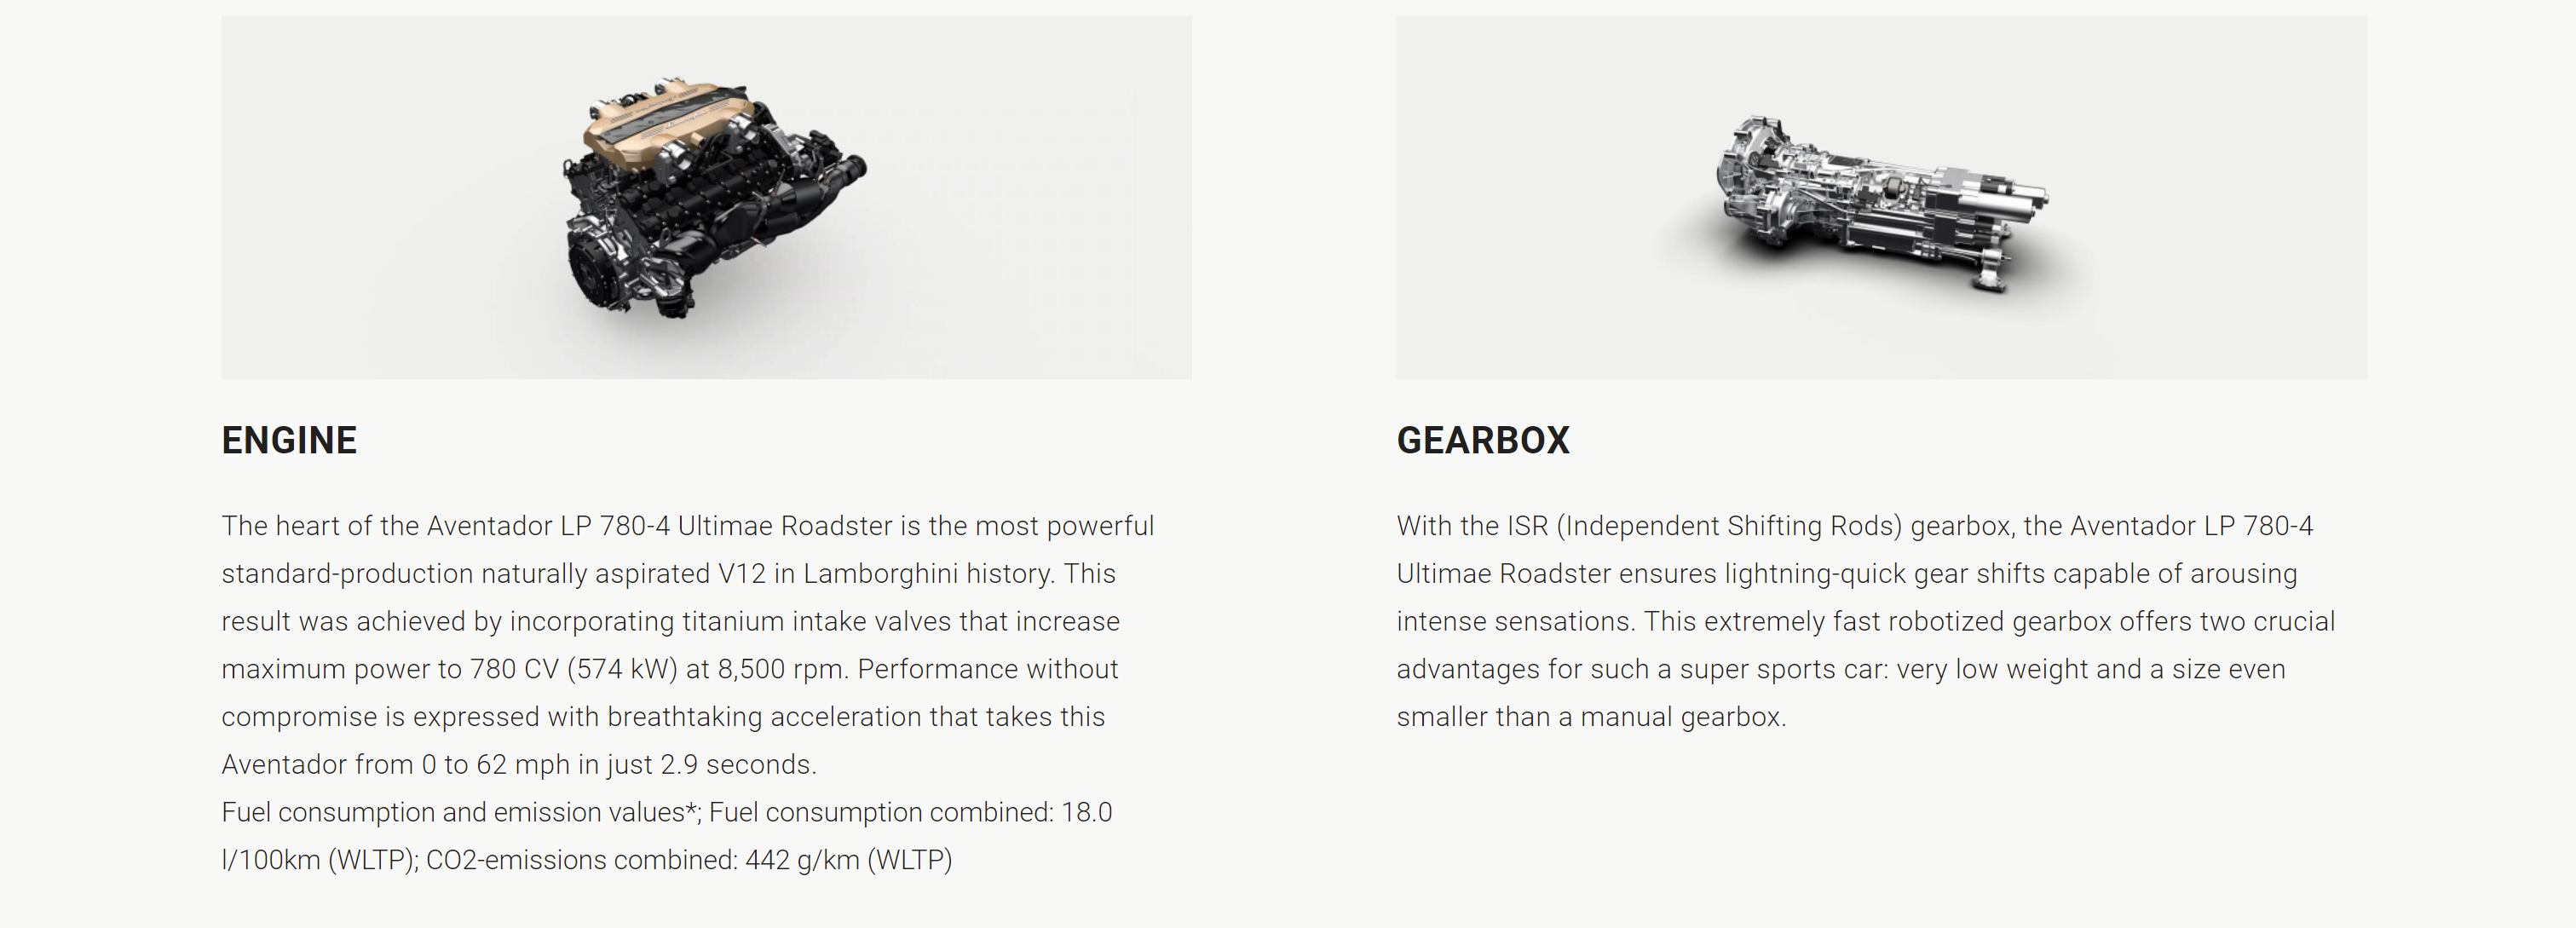 ENGINE
The heart of the Aventador LP 780-4 Ultimae Roadster is the most powerful
standard-production naturally aspirated V12 in Lamborghini history. This
result was achieved by incorporating titanium intake valves that increase
maximum power to 780 CV (574 kW) at 8,500 rpm. Performance without
compromise is expressed with breathtaking acceleration that takes this
Aventador from 0 to 62 mph in just 2.9 seconds.
Fuel consumption and emission values*; Fuel consumption combined: 18.0
l/100km (WLTP); CO2-emissions combined: 442 g/km (WLTP)
GEARBOX
With the ISR (Independent Shifting Rods) gearbox, the Aventador LP 780-4
Ultimae Roadster ensures lightning-quick gear shifts capable of arousing
intense sensations. This extremely fast robotized gearbox offers two crucial
advantages for such a super sports car: very low weight and a size even
smaller than a manual gearbox.